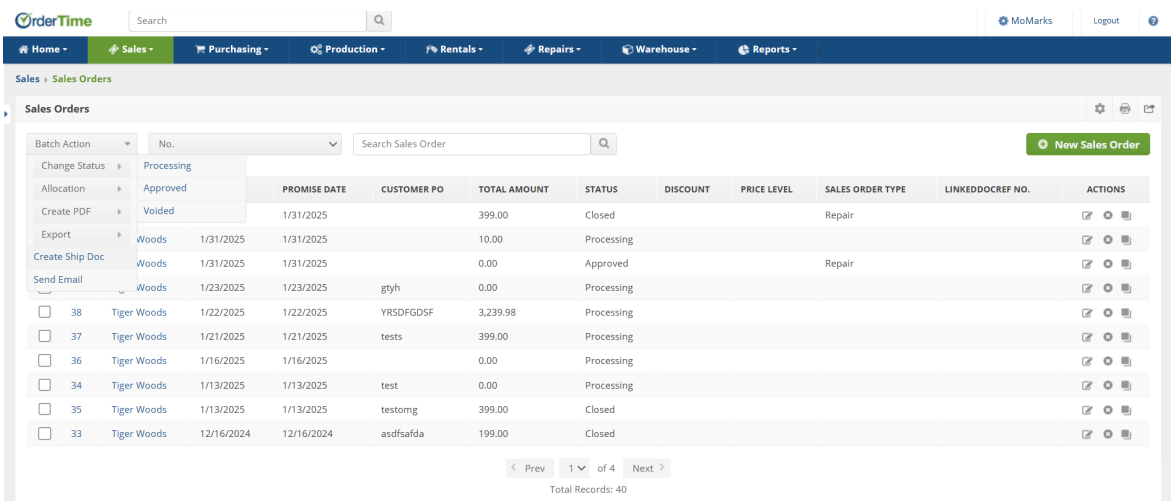 OrderTime Search MoMarks Logout
Home Sales Purchasing Production Rentals Repairs Warehouse Reports
Sales Sales Orders
Sales Orders
Batch Action No. Search Sales Order New Sales Order
Change Status Processing
Allocation Approved
Create PDF Voided
Export
Create Ship Doc
Send Email
PROMISE DATE CUSTOMER PO TOTAL AMOUNT STATUS DISCOUNT PRICE LEVEL SALES ORDER TYPE LINKEDDOCREF NO. ACTIONS
1/31/2025 399.00 Closed Repair
Woods 1/31/2025 1/31/2025 10.00 Processing
Woods 1/31/2025 1/31/2025 0.00 Approved Repair
Woods 1/23/2025 1/23/2025 gtyh 0.00 Processing
38 Tiger Woods 1/22/2025 1/22/2025 YRSDFGDSF 3,239.98 Processing
37 Tiger Woods 1/21/2025 1/21/2025 tests 399.00 Processing
36 Tiger Woods 1/16/2025 1/16/2025 0.00 Processing
34 Tiger Woods 1/13/2025 1/13/2025 test 0.00 Processing
35 Tiger Woods 1/13/2025 1/13/2025 testomg 399.00 Closed
33 Tiger Woods 12/16/2024 12/16/2024 asdfsafda 199.00 Closed
Prev 1 of 4 Next
Total Records: 40